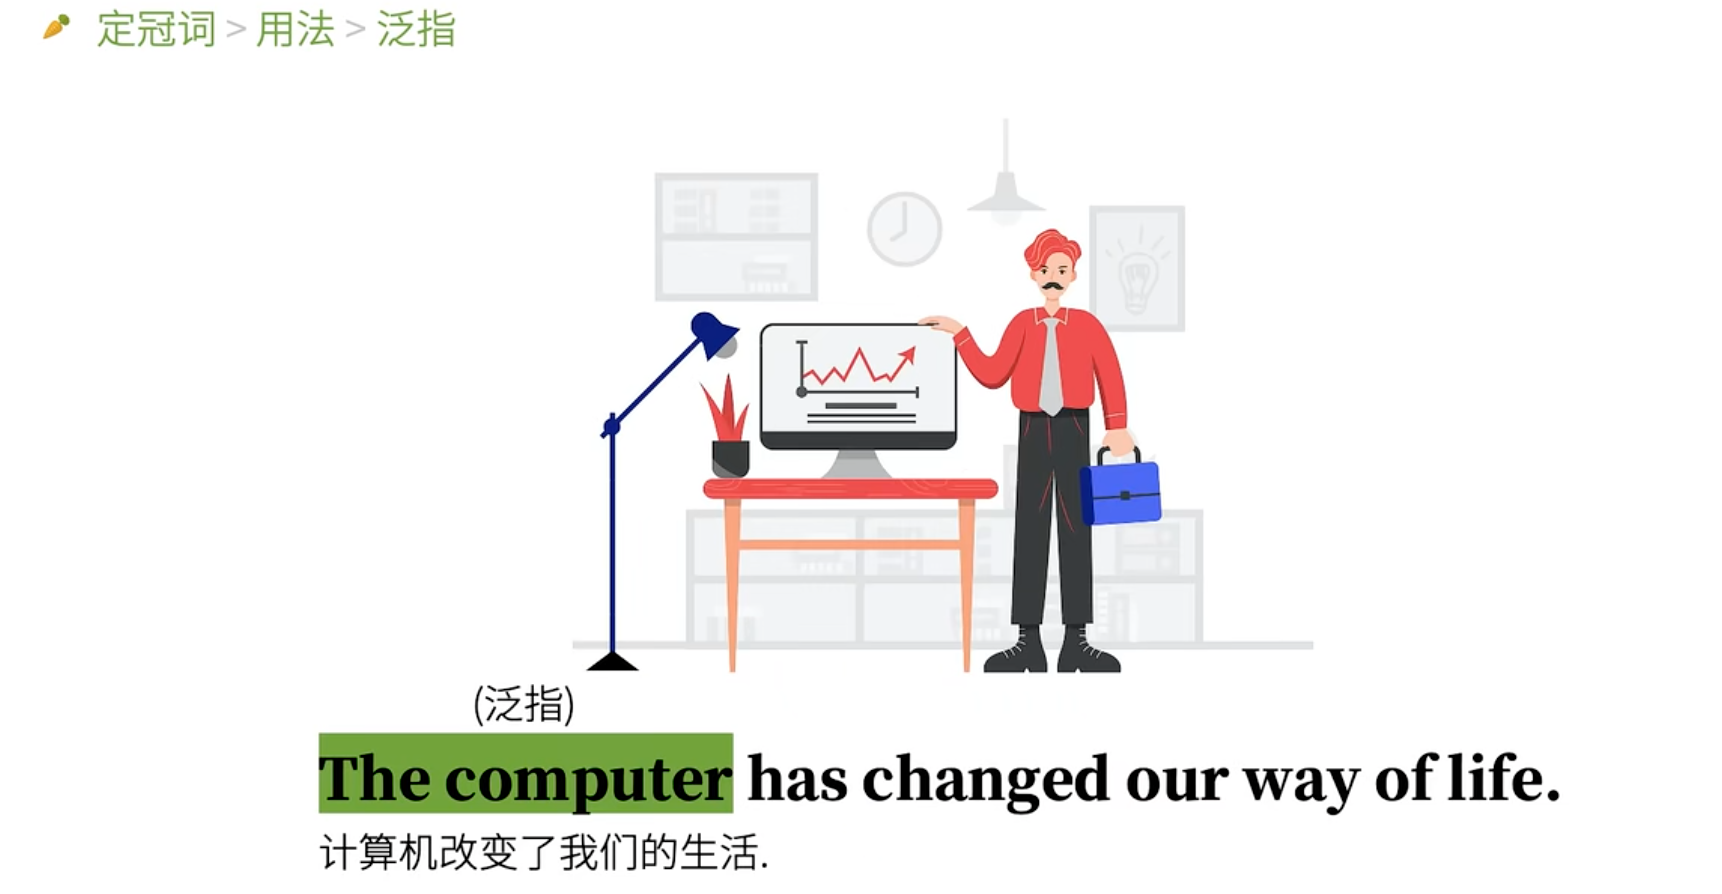 定冠词 > 用法 > 泛指
(泛指)
The computer has changed our way of life.
计算机改变了我们的生活.